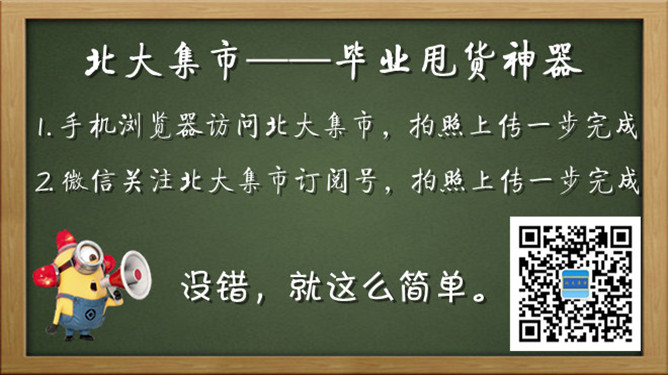 北大集市——毕业甩货神器
1.手机浏览器访问北大集市，拍照上传一步完成
2.微信关注北大集市订阅号，拍照上传一步完成
没错，就这么简单。